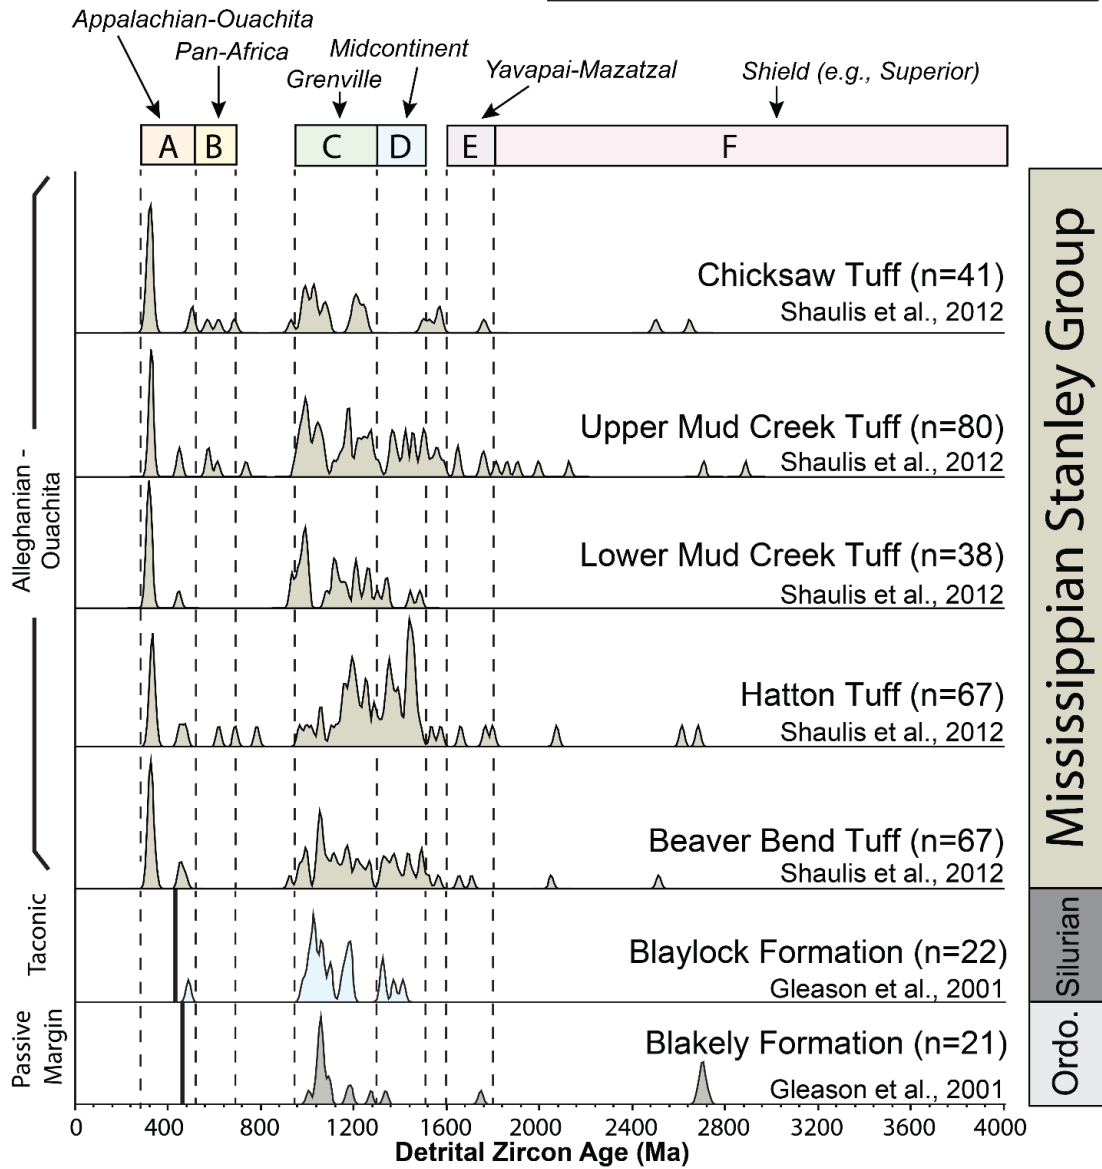 Appalachian-Ouachita
Pan-Africa
Midcontinent
Grenville
Yavapai-Mazatzal
Shield (e.g., Superior)
A
B
C
D
E
F
Chicksaw Tuff (n=41)
Shaulis et al., 2012
Upper Mud Creek Tuff (n=80)
Shaulis et al., 2012
Lower Mud Creek Tuff (n=38)
Shaulis et al., 2012
Hatton Tuff (n=67)
Shaulis et al., 2012
Beaver Bend Tuff (n=67)
Shaulis et al., 2012
Blaylock Formation (n=22)
Gleason et al., 2001
Blakely Formation (n=21)
Gleason et al., 2001
Alleghanian -
Ouachita
Taconic
Passive
Margin
Mississippian Stanley Group
Silurian
Ordo.
0 400 800 1200 1600 2000 2400 2800 3200 3600 4000
Detrital Zircon Age (Ma)